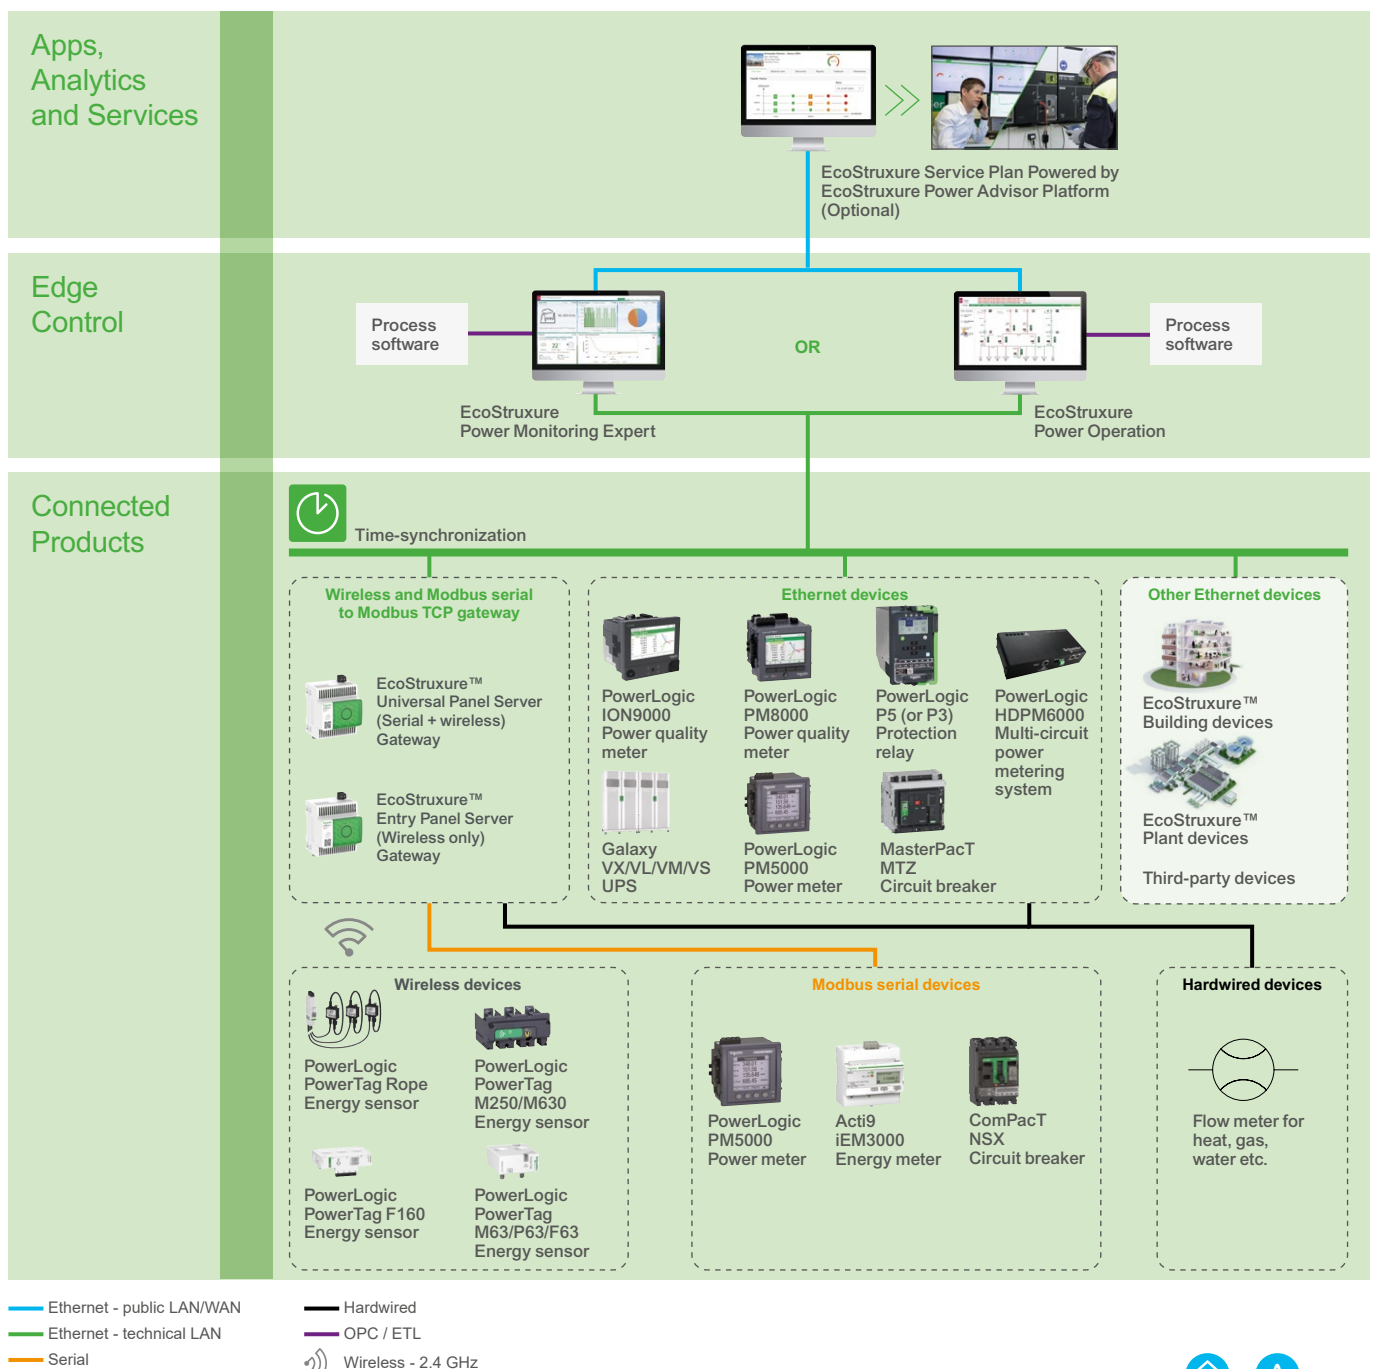 Apps,
Analytics
and Services
EcoStruxure Service Plan Powered by
EcoStruxure Power Advisor Platform
(Optional)
Edge
Control
Process
software
OR
Process
software
EcoStruxure
Power Monitoring Expert
EcoStruxure
Power Operation
Connected
Products
Time-synchronization
Wireless and Modbus serial
to Modbus TCP gateway
EcoStruxure™
Universal Panel Server
(Serial + wireless)
Gateway
EcoStruxure™
Entry Panel Server
(Wireless only)
Gateway
Ethernet devices
PowerLogic
ION9000
Power quality
meter
PowerLogic
PM8000
Power quality
meter
PowerLogic
P5 (or P3)
Protection
relay
PowerLogic
HDPM6000
Multi-circuit
power
metering
system
Galaxy
VX/VL/VM/VS
UPS
PowerLogic
PM5000
Power meter
MasterPacT
MTZ
Circuit breaker
Other Ethernet devices
EcoStruxure™
Building devices
EcoStruxure™
Plant devices
Third-party devices
Wireless devices
PowerLogic
PowerTag Rope
Energy sensor
PowerLogic
PowerTag
M250/M630
Energy sensor
PowerLogic
PowerTag F160
Energy sensor
PowerLogic
PowerTag
M63/P63/F63
Energy sensor
Modbus serial devices
PowerLogic
PM5000
Power meter
Acti9
iEM3000
Energy meter
ComPacT
NSX
Circuit breaker
Hardwired devices
Flow meter for
heat, gas,
water etc.
Ethernet - public LAN/WAN
Ethernet - technical LAN
Serial
Hardwired
OPC / ETL
Wireless - 2.4 GHz